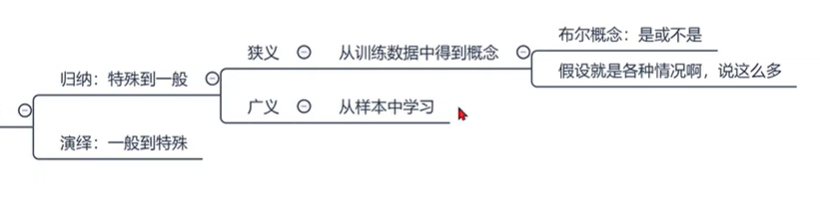 布尔概念：是或不是
狭义
从训练数据中得到概念
假设就是各种情况啊，说这么多
归纳：特殊到一般
广义
从样本中学习
演绎：一般到特殊